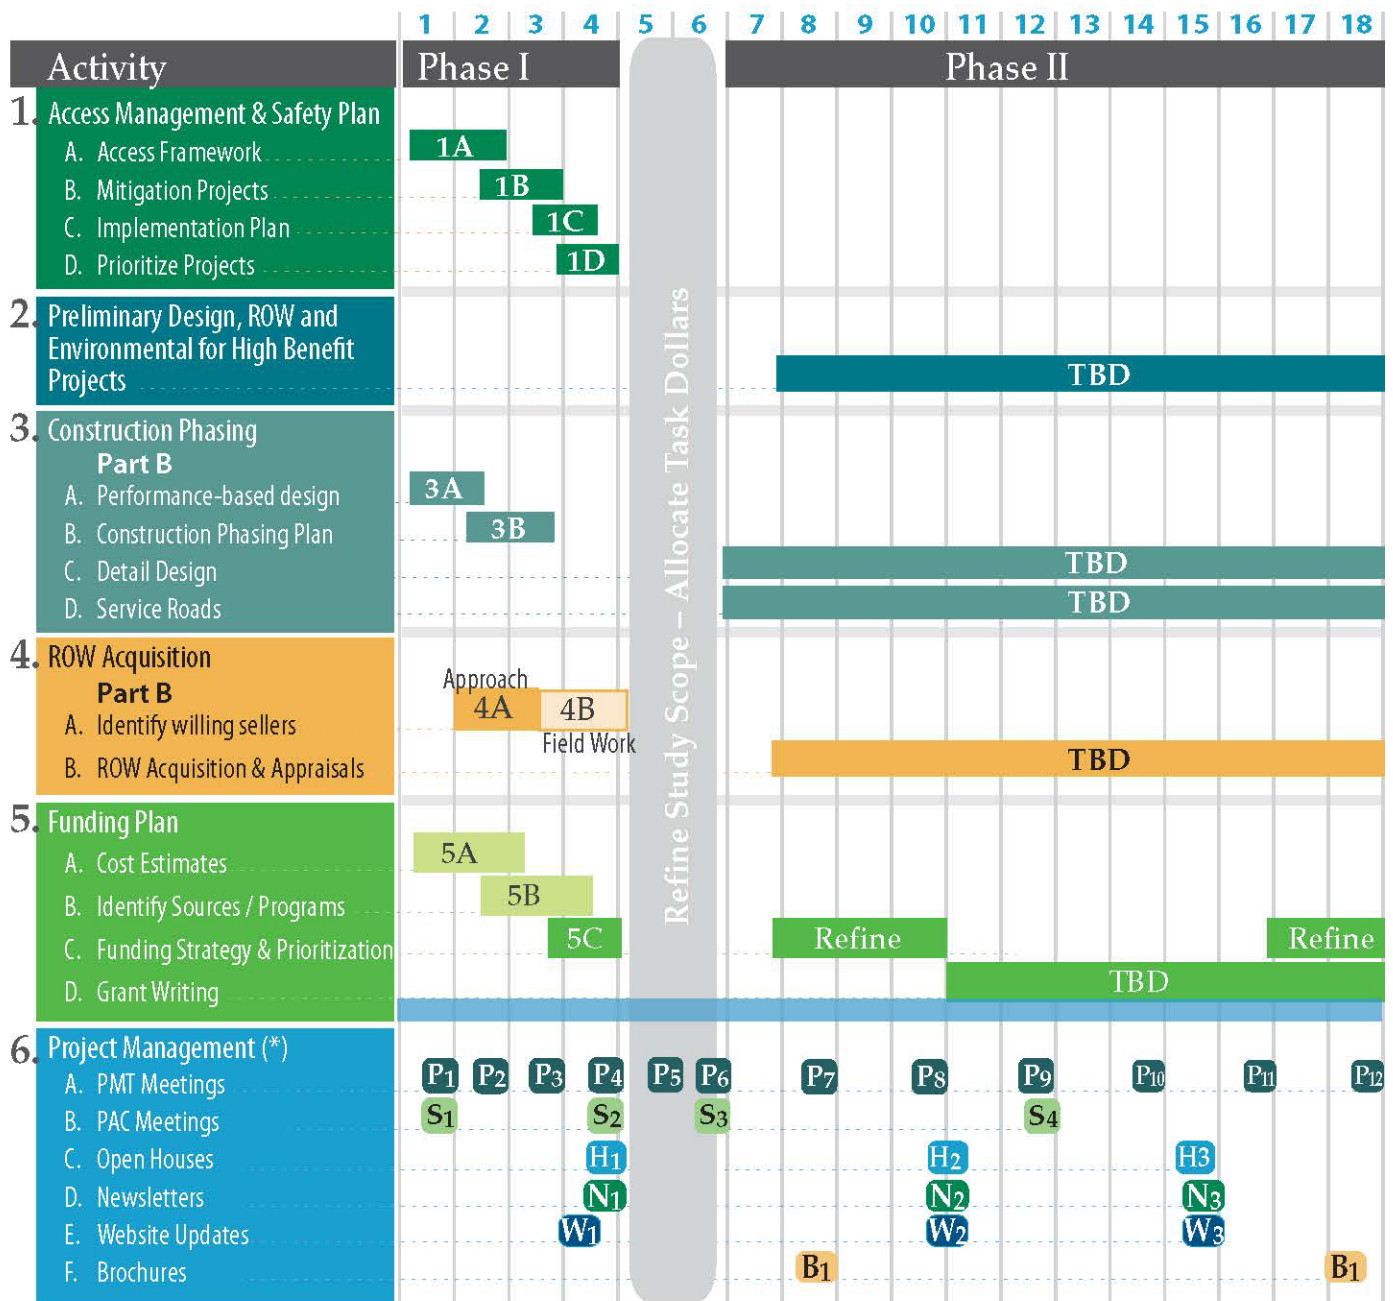 1 2 3 4 5 6 7 8 9 10 11 12 13 14 15 16 17 18
Activity Phase I Phase II
1. Access Management & Safety Plan
A. Access Framework 1A
B. Mitigation Projects 1B
C. Implementation Plan 1C
D. Prioritize Projects 1D
Refine Study Scope – Allocate Task Dollars
2. Preliminary Design, ROW and
Environmental for High Benefit
Projects TBD
3. Construction Phasing
Part B
A. Performance-based design 3A
B. Construction Phasing Plan 3B
C. Detail Design TBD
D. Service Roads TBD
4. ROW Acquisition
Part B
Approach
A. Identify willing sellers 4A 4B
Field Work
B. ROW Acquisition & Appraisals TBD
5. Funding Plan
A. Cost Estimates 5A
B. Identify Sources / Programs 5B
C. Funding Strategy & Prioritization 5C Refine Refine
D. Grant Writing TBD
6. Project Management (*)
A. PMT Meetings P1 P2 P3 P4 P5 P6 P7 P8 P9 P10 P11 P12
B. PAC Meetings S1 S2 S3 S4
C. Open Houses H1 H2 H3
D. Newsletters N1 N2 N3
E. Website Updates W1 W2 W3
F. Brochures B1 B1